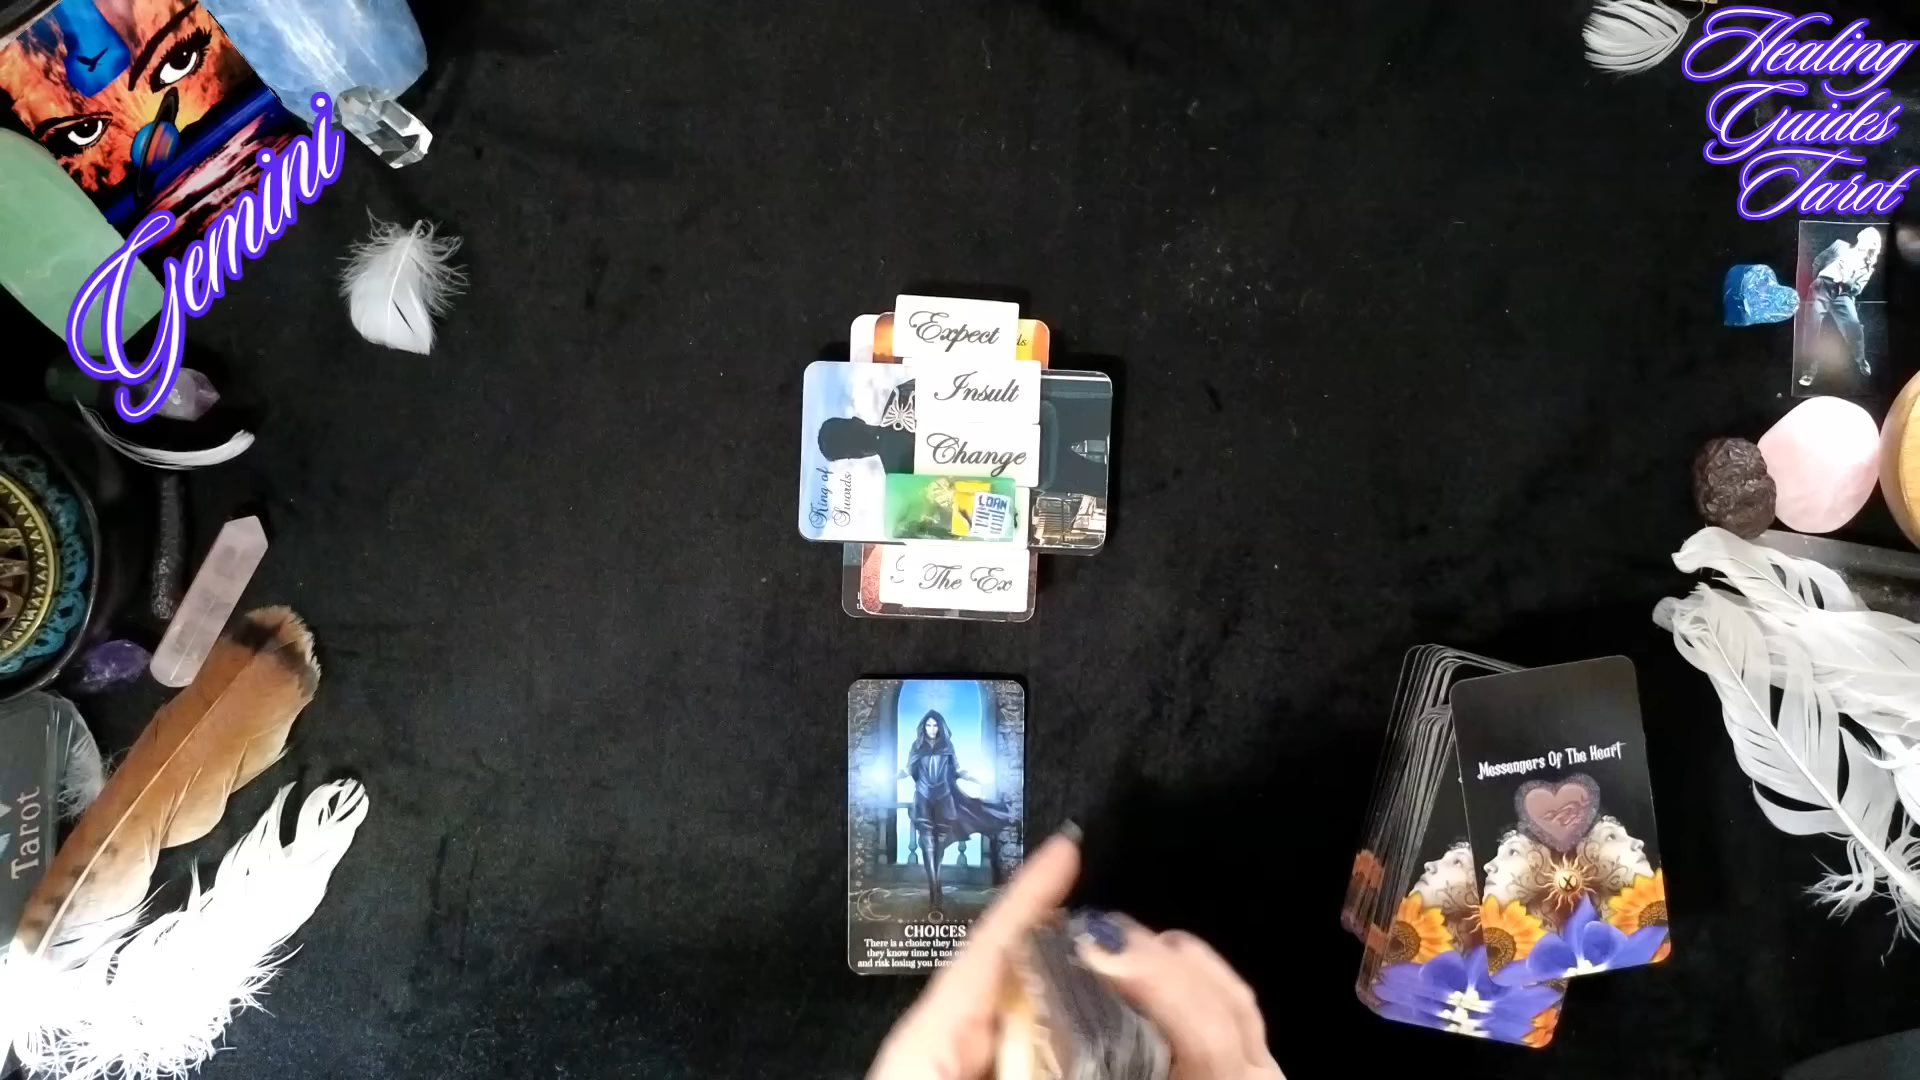 Gemini
Healing
Guides
Tarot
Expect
Insult
Change
King of
Swords
LOAN
The Ex
CHOICES
There is a choice they have
they know time is not
and risk losing you
Messengers Of The Heart
Tarot